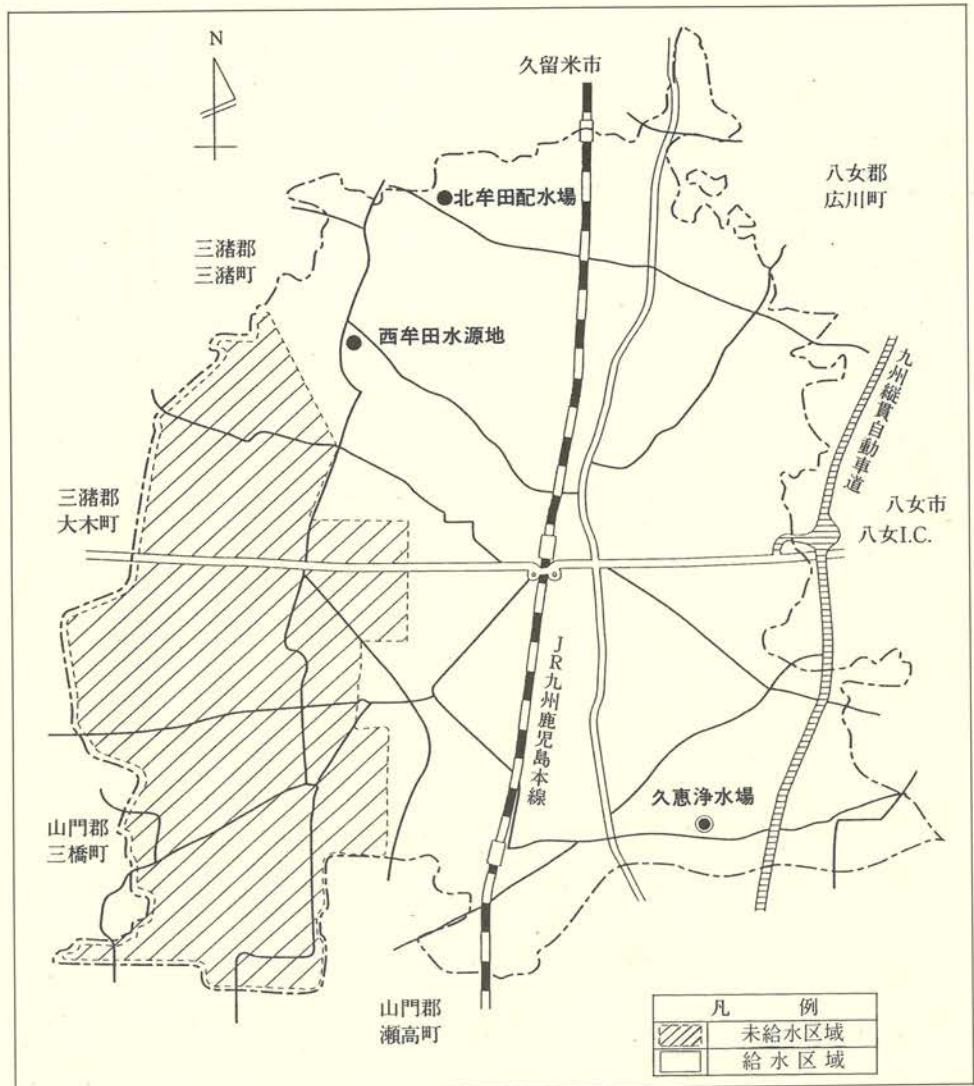 N
久留米市
八女郡
広川町
北牟田配水場
三潴郡
三潴町
西牟田水源地
九州縦貫自動車道
三潴郡
大木町
八女市
八女I.C.
JR九州鹿児島本線
久恵浄水場
山門郡
三橋町
山門郡
瀬高町
凡 例
未給水区域
給水区域